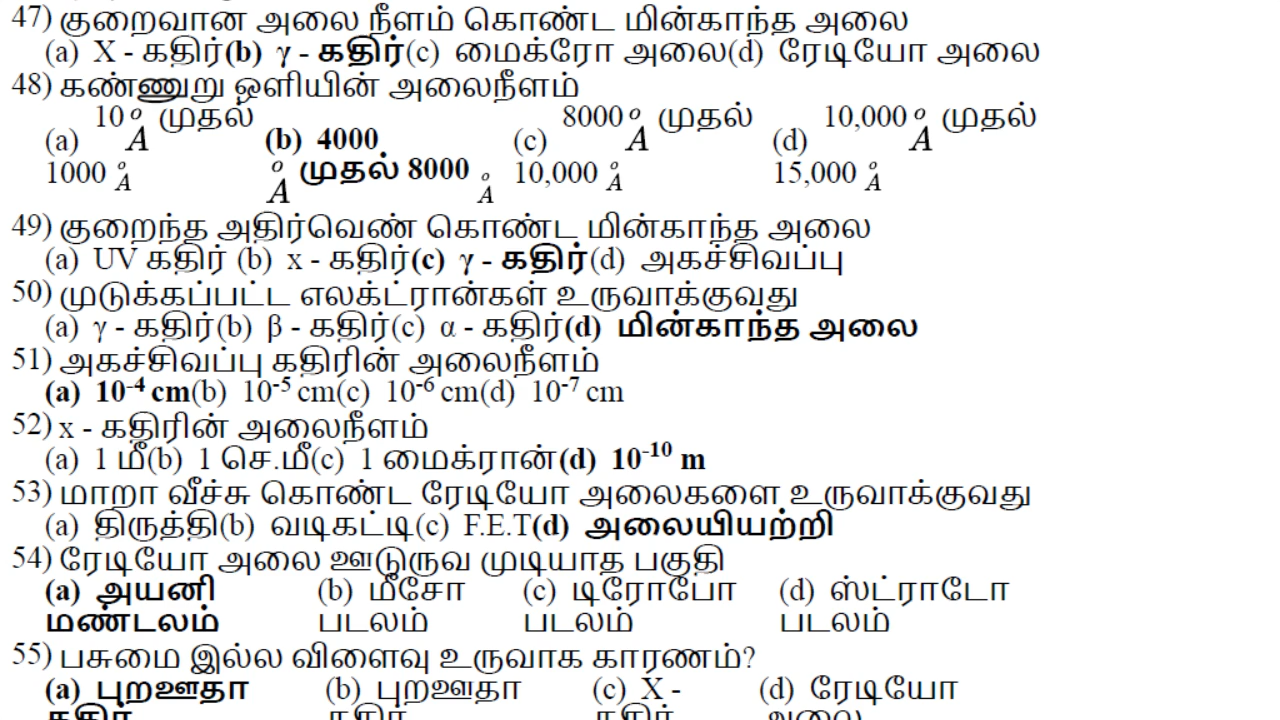 47) குறைவான அலை நீளம் கொண்ட மின்காந்த அலை
(a) X - கதிர்(b) γ - கதிர்(c) மைக்ரோ அலை(d) ரேடியோ அலை
48) கண்ணுறு ஒளியின் அலைநீளம்
(a) 10 Å முதல் (b) 4000 (c) 8000 Å முதல் (d) 10,000 Å முதல்
1000 Å Å முதல் 8000 Å 10,000 Å 15,000 Å
49) குறைந்த அதிர்வெண் கொண்ட மின்காந்த அலை
(a) UV கதிர் (b) x - கதிர்(c) γ - கதிர்(d) அகச்சிவப்பு
50) முடுக்கப்பட்ட எலக்ட்ரான்கள் உருவாக்குவது
(a) γ - கதிர்(b) β - கதிர்(c) α - கதிர்(d) மின்காந்த அலை
51) அகச்சிவப்பு கதிரின் அலைநீளம்
(a) 10⁻⁴ cm(b) 10⁻⁵ cm(c) 10⁻⁶ cm(d) 10⁻⁷ cm
52) x - கதிரின் அலைநீளம்
(a) 1 மீ(b) 1 செ.மீ(c) 1 மைக்ரான்(d) 10⁻¹⁰ m
53) மாறா வீச்சு கொண்ட ரேடியோ அலைகளை உருவாக்குவது
(a) திருத்தி(b) வடிகட்டி(c) F.E.T(d) அலையியற்றி
54) ரேடியோ அலை ஊடுருவ முடியாத பகுதி
(a) அயனி (b) மீசோ (c) டிரோபோ (d) ஸ்ட்ராடோ
மண்டலம் படலம் படலம் படலம்
55) பசுமை இல்ல விளைவு உருவாக காரணம்?
(a) புறஊதா (b) புறஊதா (c) X - (d) ரேடியோ
கதிர் கதிர் கதிர் அலை